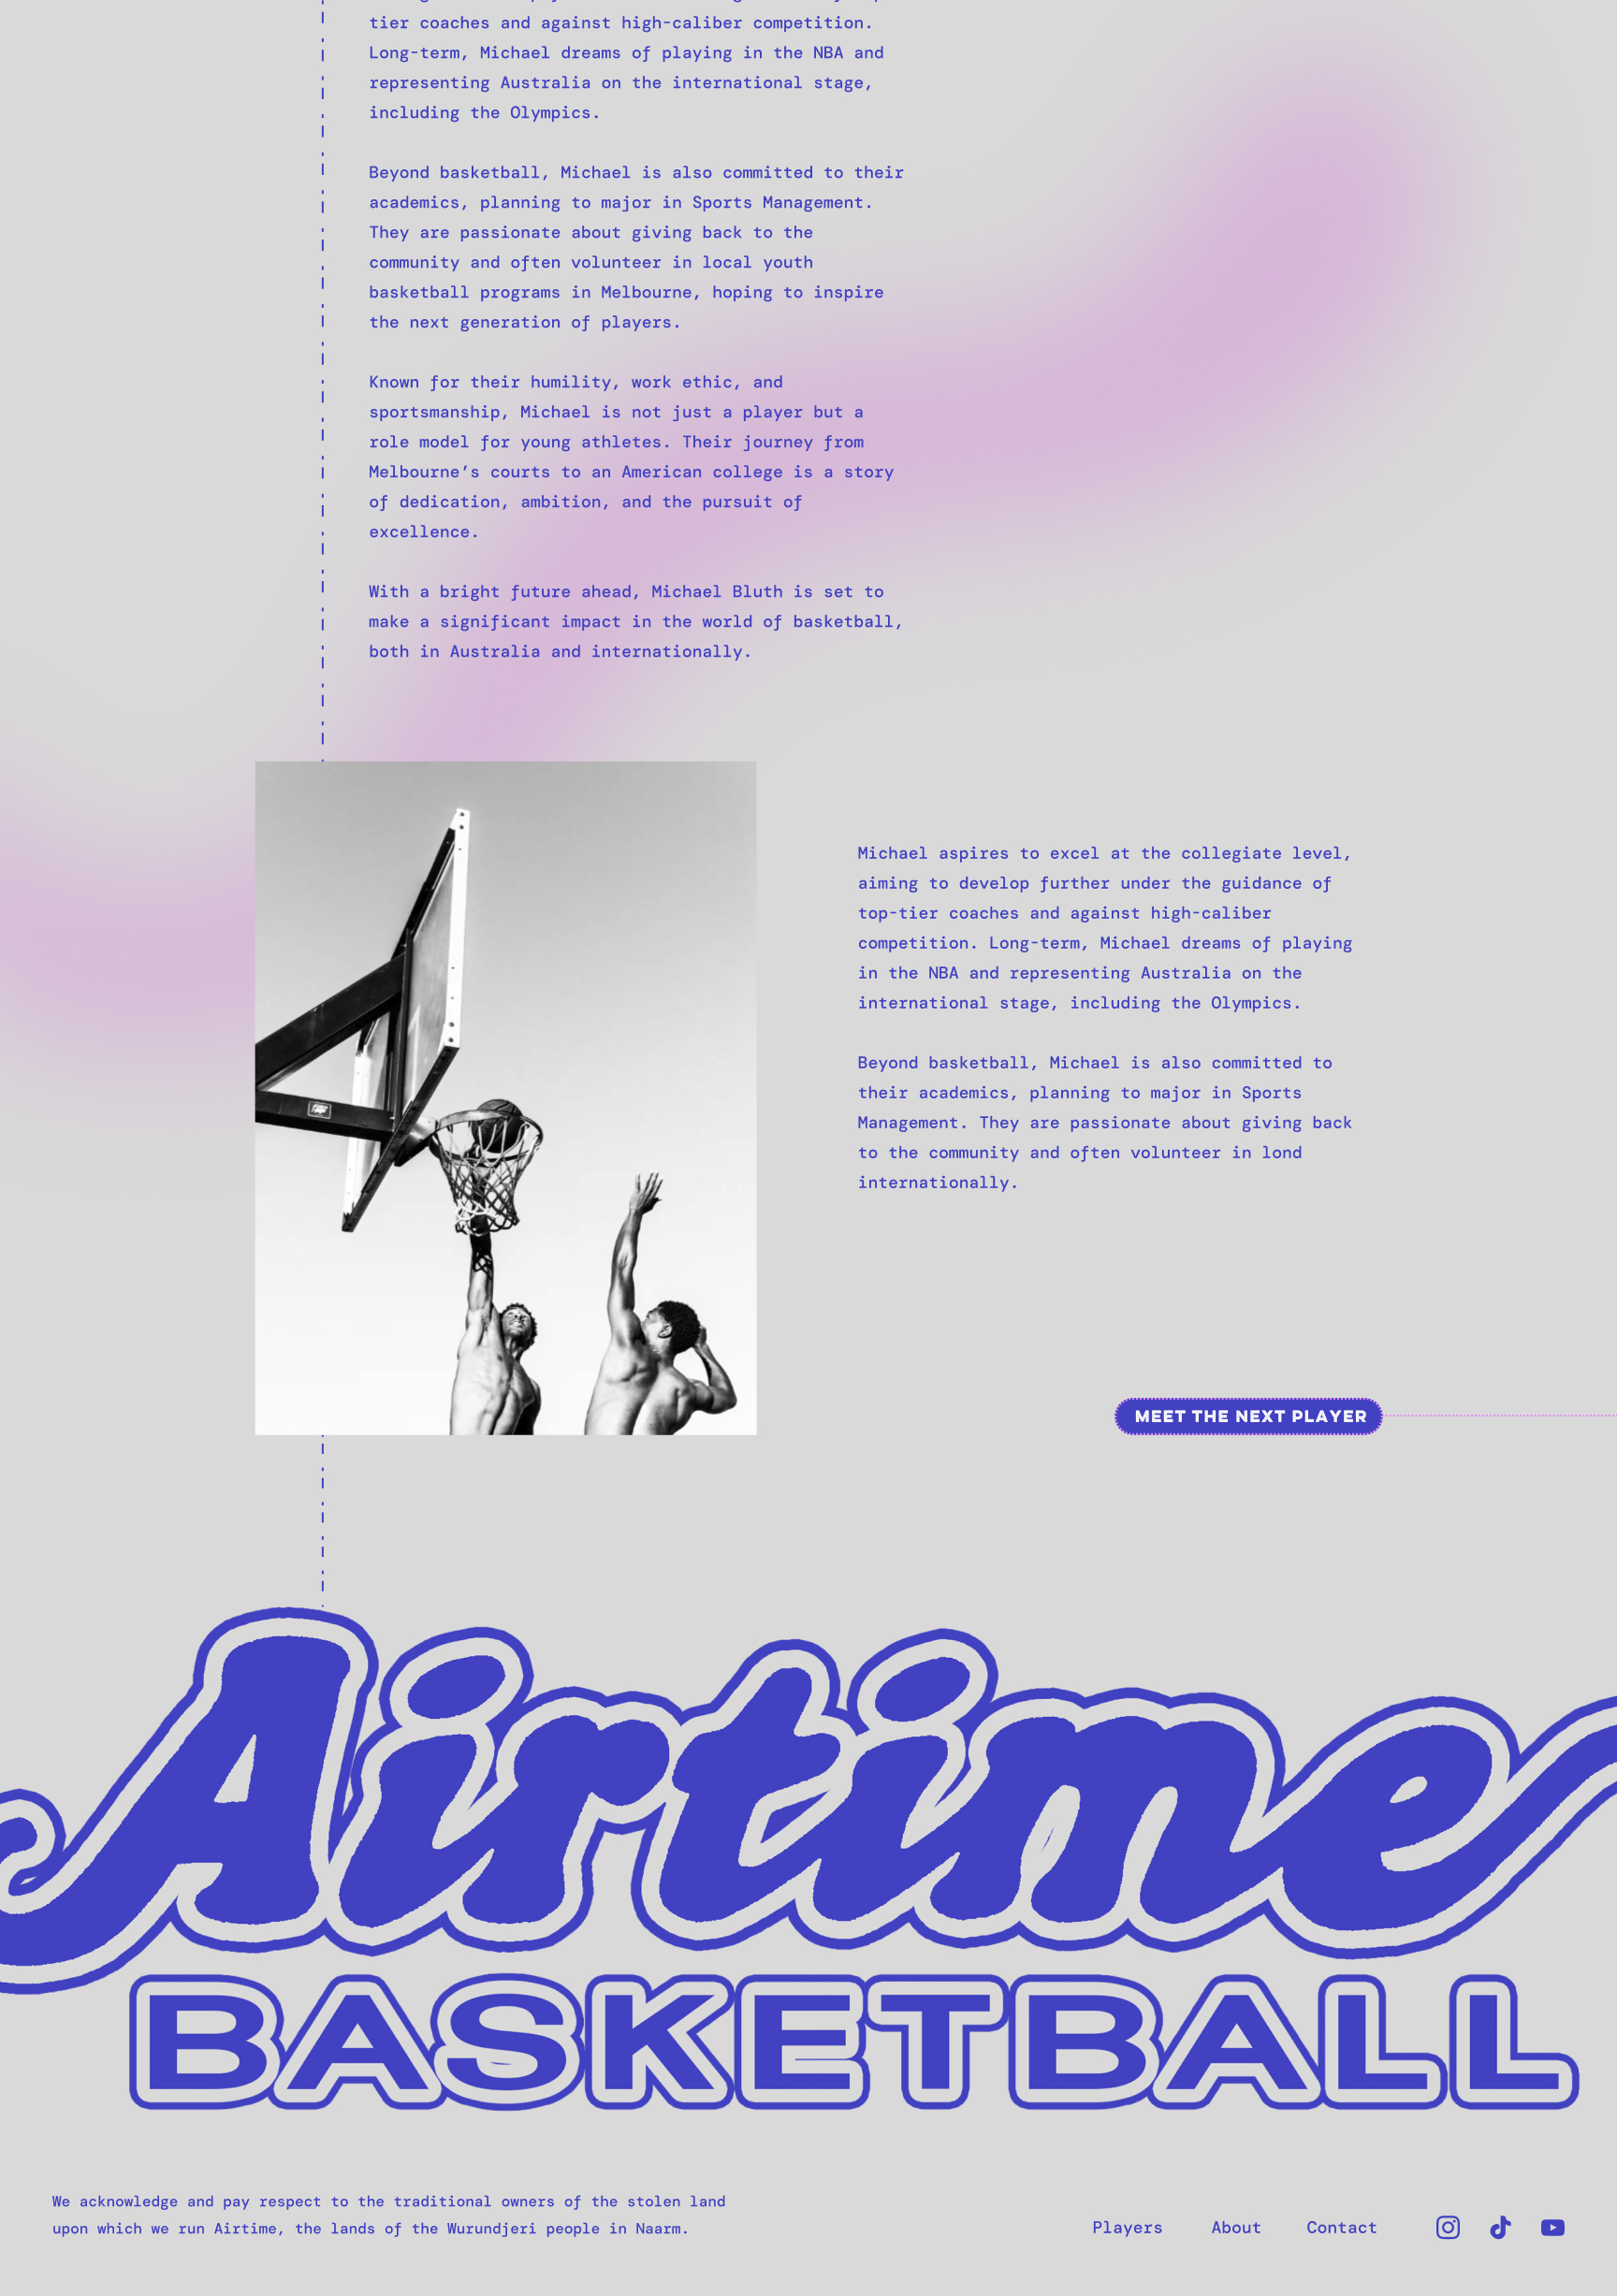 tier coaches and against high-caliber competition.
Long-term, Michael dreams of playing in the NBA and
representing Australia on the international stage,
including the Olympics.
Beyond basketball, Michael is also committed to their
academics, planning to major in Sports Management.
They are passionate about giving back to the
community and often volunteer in local youth
basketball programs in Melbourne, hoping to inspire
the next generation of players.
Known for their humility, work ethic, and
sportsmanship, Michael is not just a player but a
role model for young athletes. Their journey from
Melbourne’s courts to an American college is a story
of dedication, ambition, and the pursuit of
excellence.
With a bright future ahead, Michael Bluth is set to
make a significant impact in the world of basketball,
both in Australia and internationally.
Michael aspires to excel at the collegiate level,
aiming to develop further under the guidance of
top-tier coaches and against high-caliber
competition. Long-term, Michael dreams of playing
in the NBA and representing Australia on the
international stage, including the Olympics.
Beyond basketball, Michael is also committed to
their academics, planning to major in Sports
Management. They are passionate about giving back
to the community and often volunteer in lond
internationally.
MEET THE NEXT PLAYER
Airtime
BASKETBALL
We acknowledge and pay respect to the traditional owners of the stolen land
upon which we run Airtime, the lands of the Wurundjeri people in Naarm.
Players About Contact